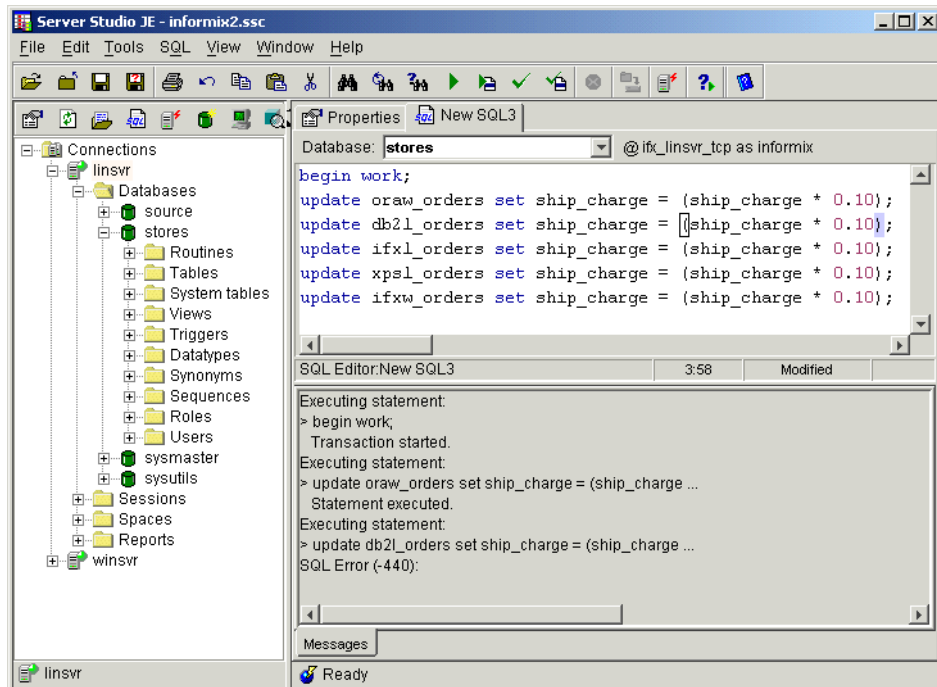 Server Studio JE - informix2.ssc
File Edit Tools SQL View Window Help
Properties New SQL3
Database: stores @ ifx_linsvr_tcp as informix
Connections
linsvr
Databases
source
stores
Routines
Tables
System tables
Views
Triggers
Datatypes
Synonyms
Sequences
Roles
Users
sysmaster
sysutils
Sessions
Spaces
Reports
winsvr
begin work;
update oraw_orders set ship_charge = (ship_charge * 0.10);
update db2l_orders set ship_charge = (ship_charge * 0.10);
update ifxl_orders set ship_charge = (ship_charge * 0.10);
update xpsl_orders set ship_charge = (ship_charge * 0.10);
update ifxw_orders set ship_charge = (ship_charge * 0.10);
SQL Editor:New SQL3 3:58 Modified
Executing statement:
> begin work;
Transaction started.
Executing statement:
> update oraw_orders set ship_charge = (ship_charge ...
Statement executed.
Executing statement:
> update db2l_orders set ship_charge = (ship_charge ...
SQL Error (-440):
Messages
linsvr
Ready